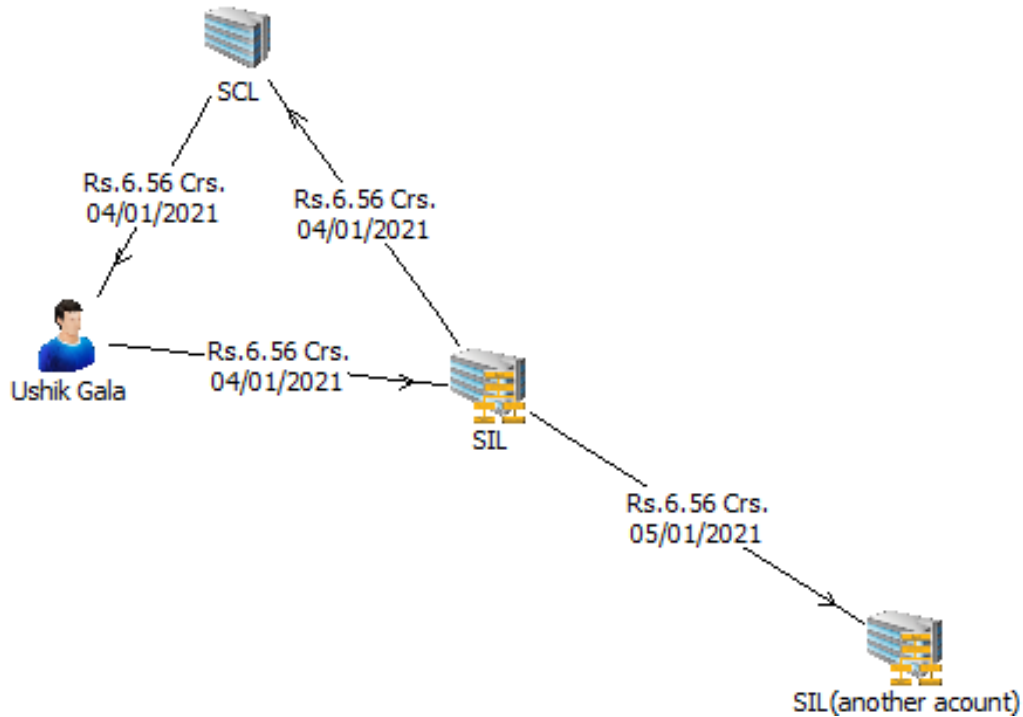 SCL
Rs.6.56 Crs.
04/01/2021
Rs.6.56 Crs.
04/01/2021
Ushik Gala
Rs.6.56 Crs.
04/01/2021
SIL
Rs.6.56 Crs.
05/01/2021
SIL(another acount)